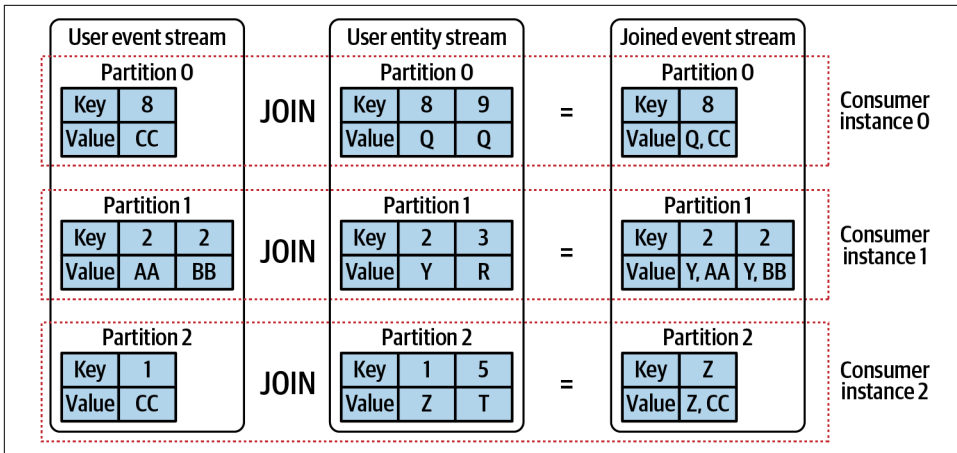 User event stream User entity stream Joined event stream
Partition 0 Partition 0 Partition 0
Key 8 JOIN Key 8 9 = Key 8 Consumer
Value CC Value Q Q Value Q, CC instance 0
Partition 1 Partition 1 Partition 1
Key 2 2 JOIN Key 2 3 = Key 2 2 Consumer
Value AA BB Value Y R Value Y, AA Y, BB instance 1
Partition 2 Partition 2 Partition 2
Key 1 JOIN Key 1 5 = Key Z Consumer
Value CC Value Z T Value Z, CC instance 2